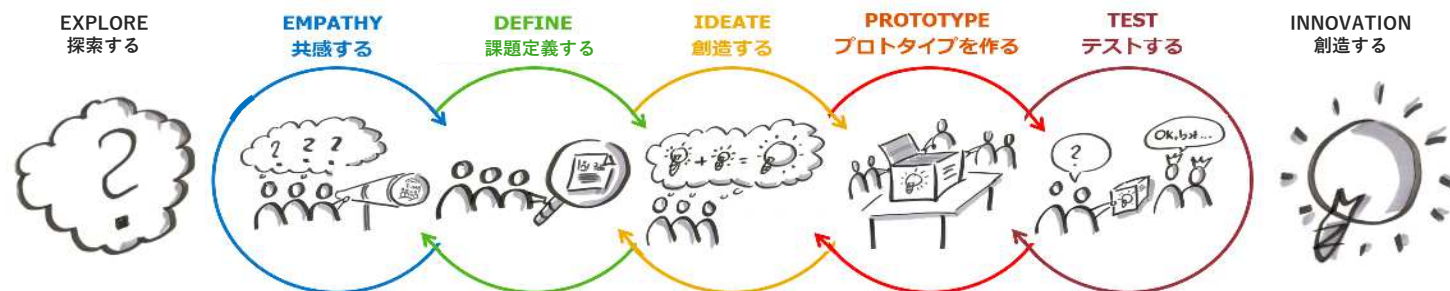 EXPLORE
探索する
EMPATHY
共感する
DEFINE
課題定義する
IDEATE
創造する
PROTOTYPE
プロトタイプを作る
TEST
テストする
INNOVATION
創造する
?
? ? ?
+ =
?
Ok, but...